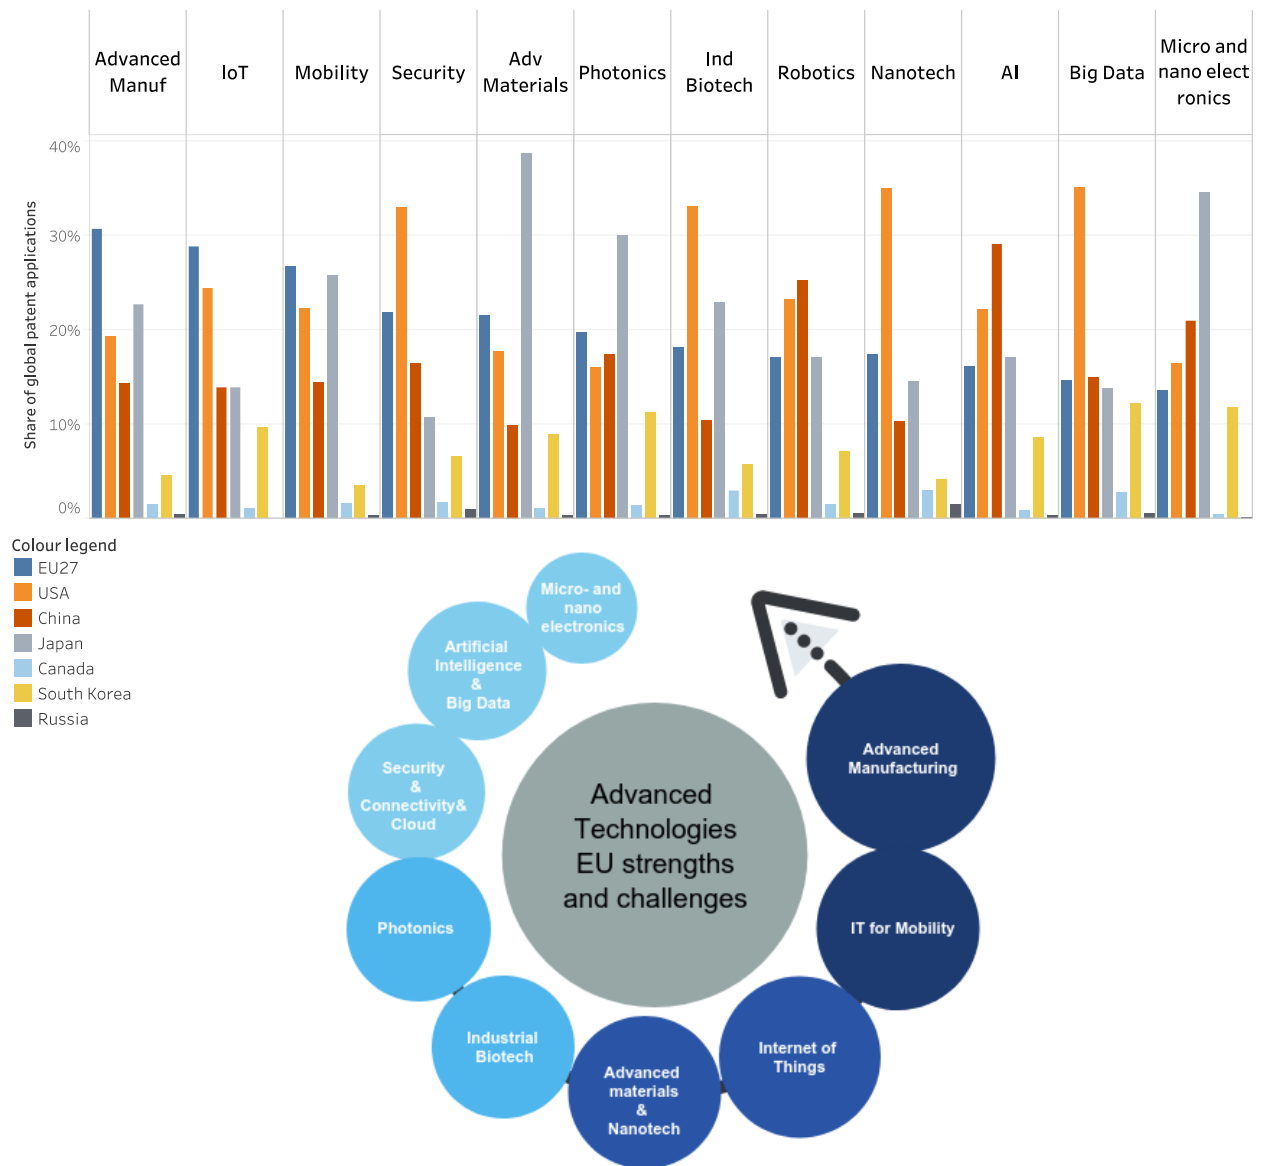 Advanced
Manuf
IoT
Mobility
Security
Adv
Materials
Photonics
Ind
Biotech
Robotics
Nanotech
AI
Big Data
Micro and
nano elect
ronics
Share of global patent applications
40%
30%
20%
10%
0%
Colour legend
EU27
USA
China
Japan
Canada
South Korea
Russia
Micro- and
nano
electronics
Artificial
Intelligence
&
Big Data
Security
&
Connectivity&
Cloud
Photonics
Industrial
Biotech
Advanced
materials
&
Nanotech
Internet of
Things
IT for Mobility
Advanced
Manufacturing
Advanced
Technologies
EU strengths
and challenges